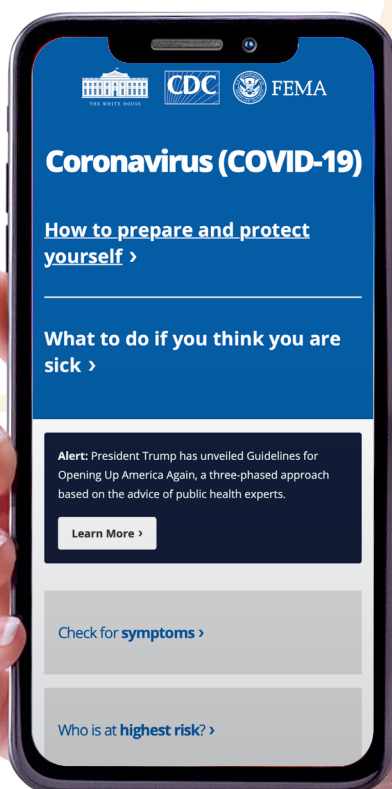 THE WHITE HOUSE
CDC
FEMA
Coronavirus (COVID-19)
How to prepare and protect
yourself ›
What to do if you think you are
sick ›
Alert: President Trump has unveiled Guidelines for
Opening Up America Again, a three-phased approach
based on the advice of public health experts.
Learn More ›
Check for symptoms ›
Who is at highest risk? ›